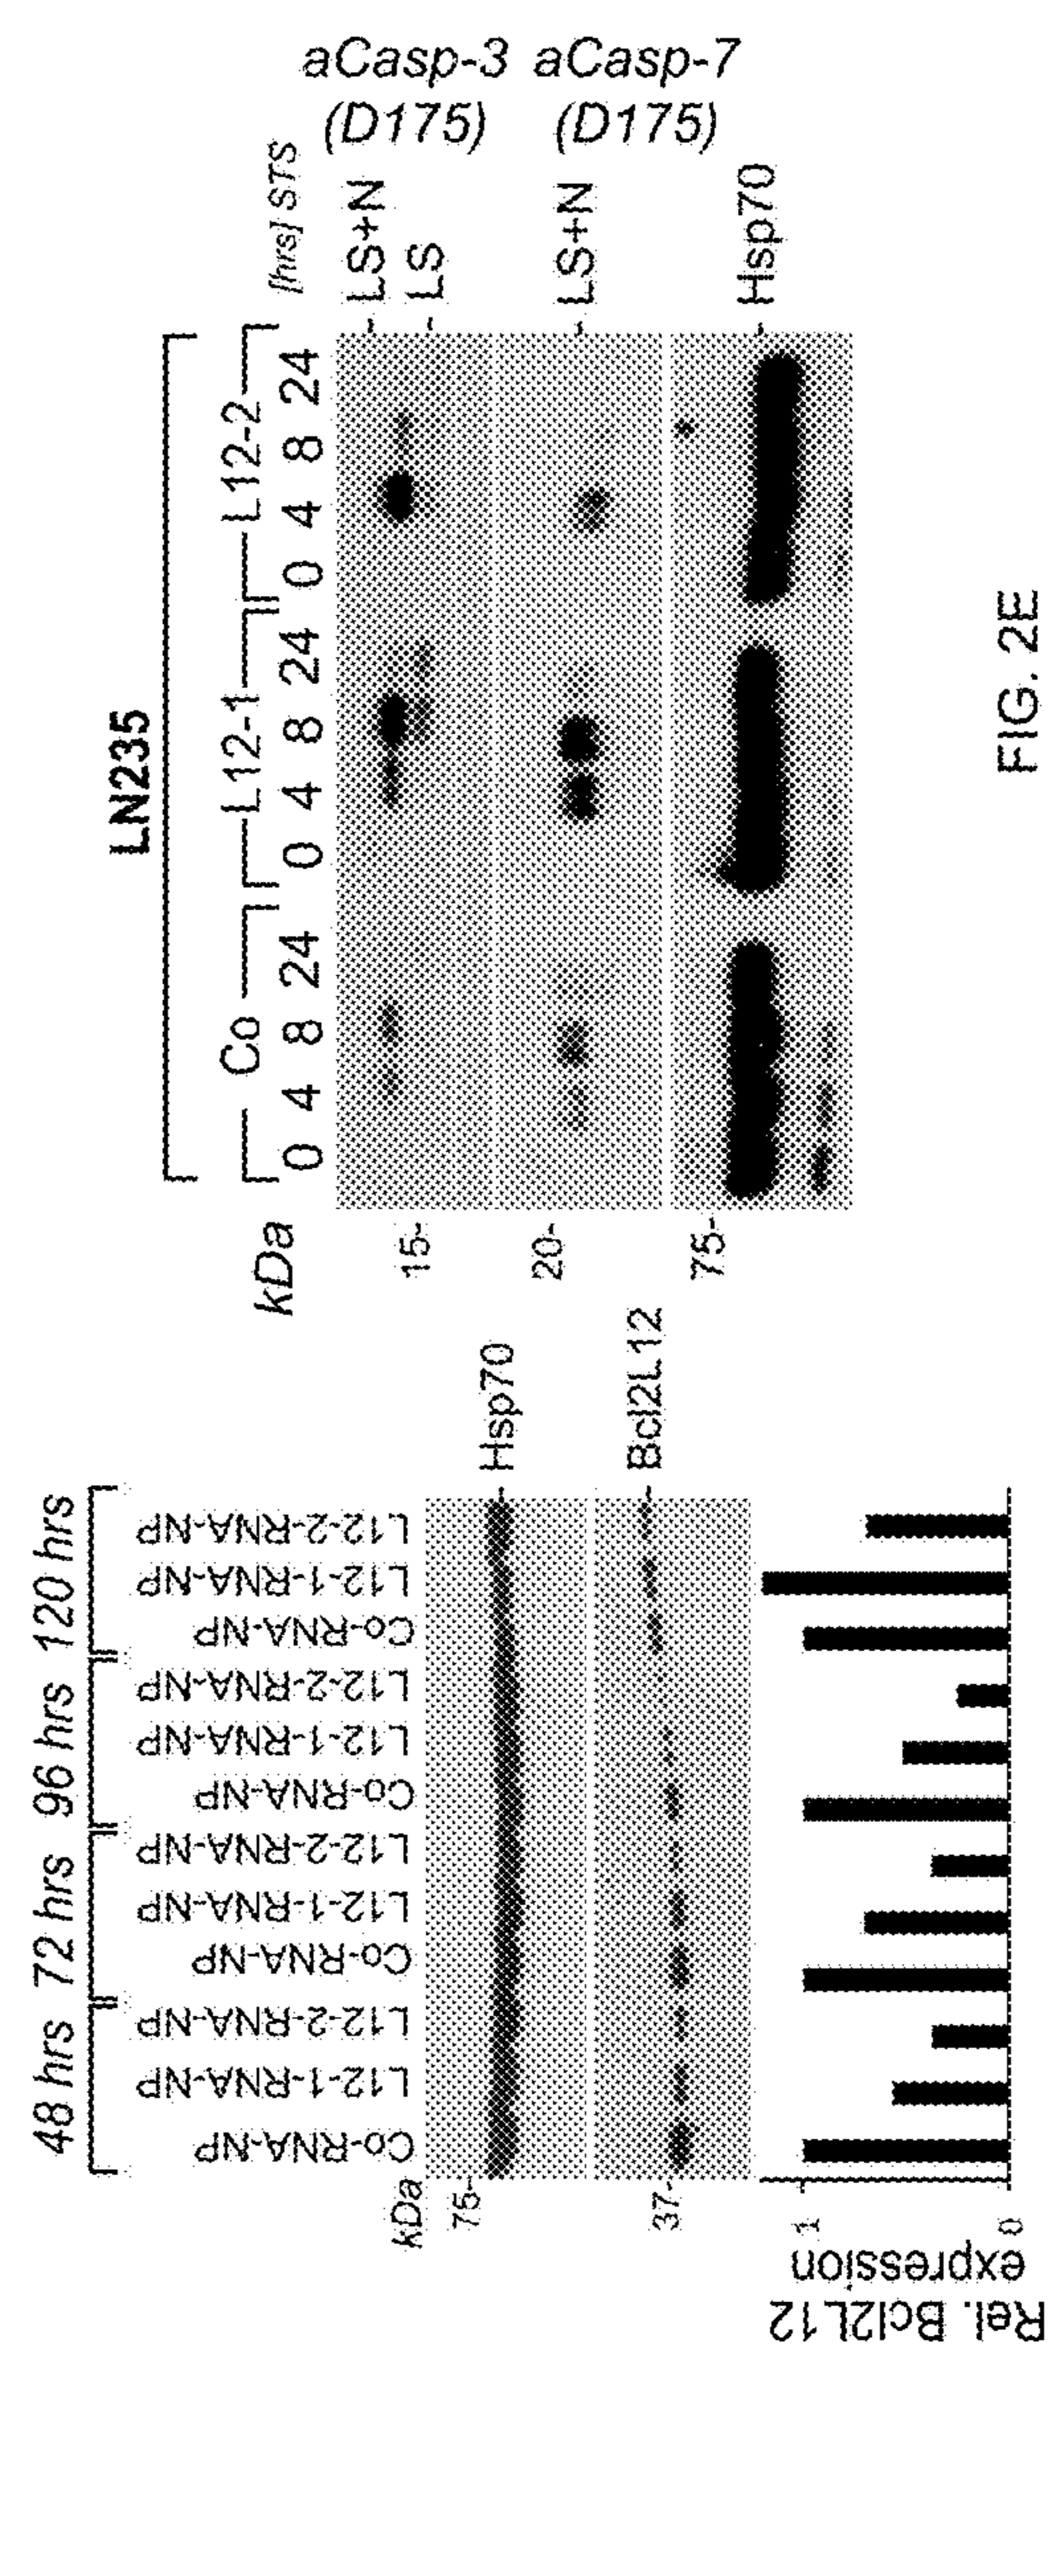 48 hrs 72 hrs 96 hrs 120 hrs
Co-RNA-NP
L12-1-RNA-NP
L12-2-RNA-NP
Co-RNA-NP
L12-1-RNA-NP
L12-2-RNA-NP
Co-RNA-NP
L12-1-RNA-NP
L12-2-RNA-NP
Co-RNA-NP
L12-1-RNA-NP
L12-2-RNA-NP
kDa
75- -Hsp70
37- -Bcl2L12
Rel. Bcl2L12
expression
1
0
LN235
Co L12-1 L12-2
kDa 0 4 8 24 0 4 8 24 0 4 8 24 [hrs] STS
-LS+N
15- -LS
aCasp-3
(D175)
20- -LS+N
aCasp-7
(D175)
75- -Hsp70
FIG. 2E